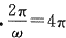 . 2π/ω = 4π